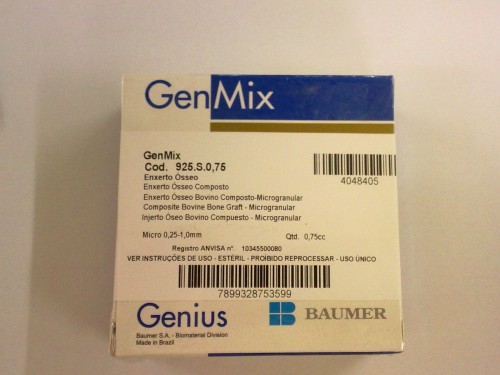 GenMix
GenMix
Cod. 925.S.0,75
Enxerto Ósseo
Enxerto Ósseo Composto
Enxerto Ósseo Bovino Composto-Microgranular
Composite Bovine Bone Graft - Microgranular
Injerto Óseo Bovino Compuesto - Microgranular
4048405
Micro 0,25-1,0mm Qtd. 0,75cc
Registro ANVISA nº. 10345500080
VER INSTRUÇÕES DE USO - ESTÉRIL - PROIBIDO REPROCESSAR - USO ÚNICO
7899328753599
Genius
B BAUMER
Baumer S.A. - Biomaterial Division
Made in Brazil